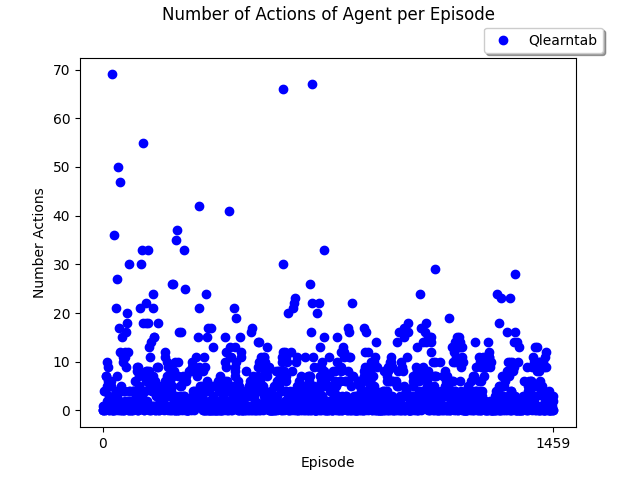 Number of Actions of Agent per Episode
Qlearntab
70
60
50
40
30
20
10
0
Number Actions
0 1459
Episode